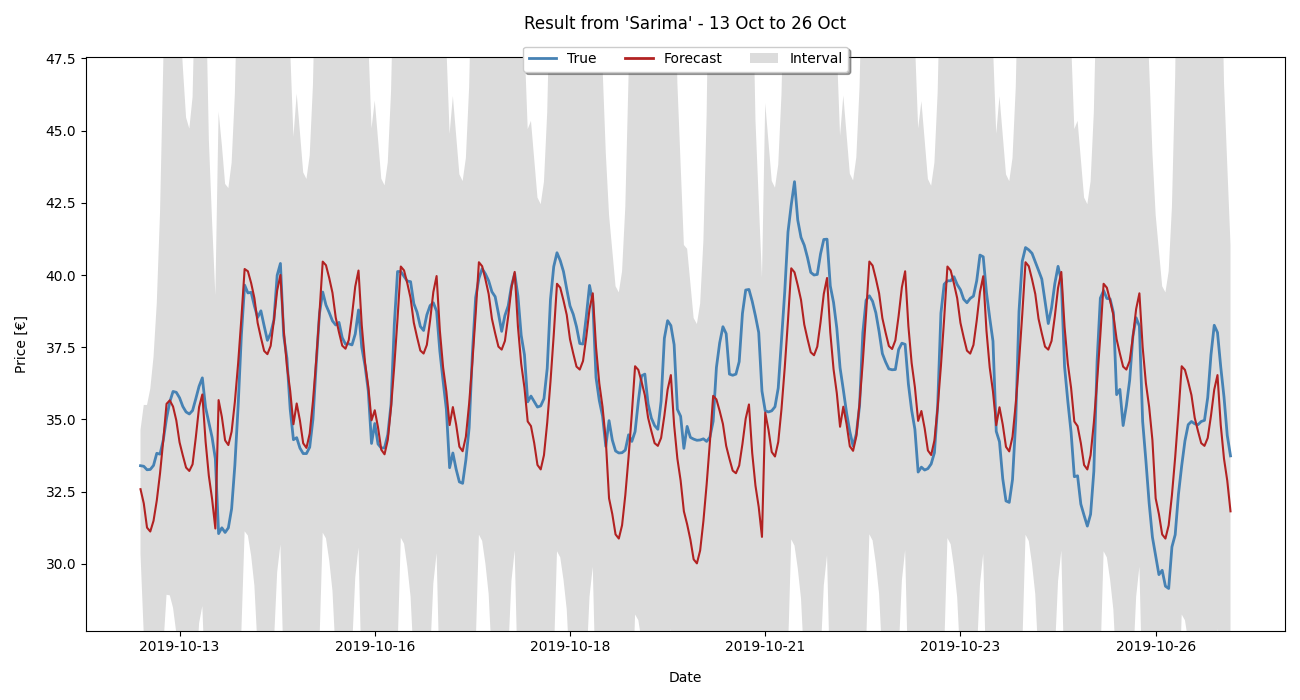 Result from 'Sarima' - 13 Oct to 26 Oct
True Forecast Interval
47.5
45.0
42.5
40.0
37.5
35.0
32.5
30.0
Price [€]
2019-10-13 2019-10-16 2019-10-18 2019-10-21 2019-10-23 2019-10-26
Date